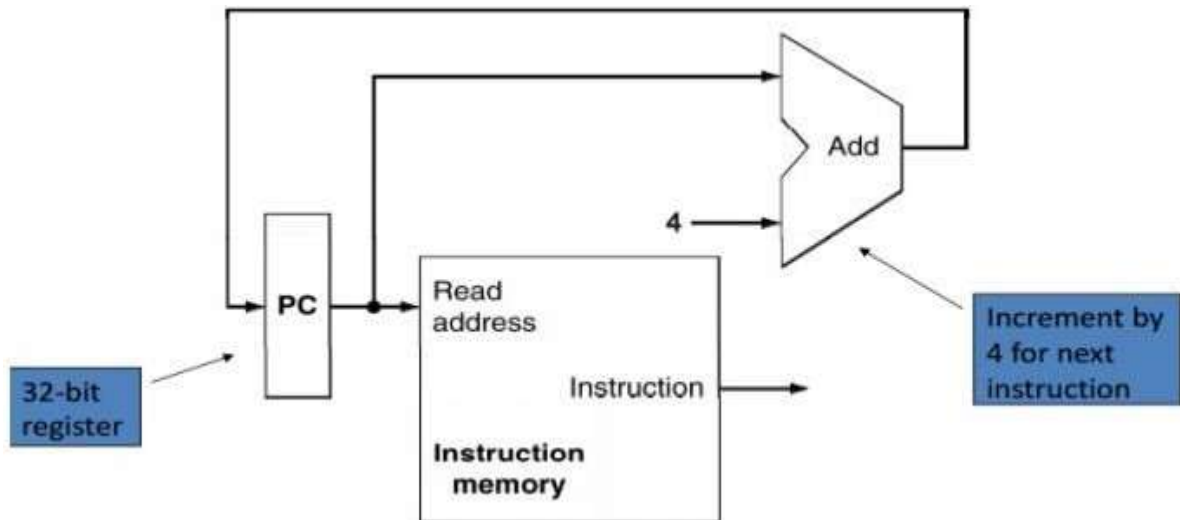 Add
4
PC
Read
address
Increment by
4 for next
instruction
32-bit
register
Instruction
Instruction
memory